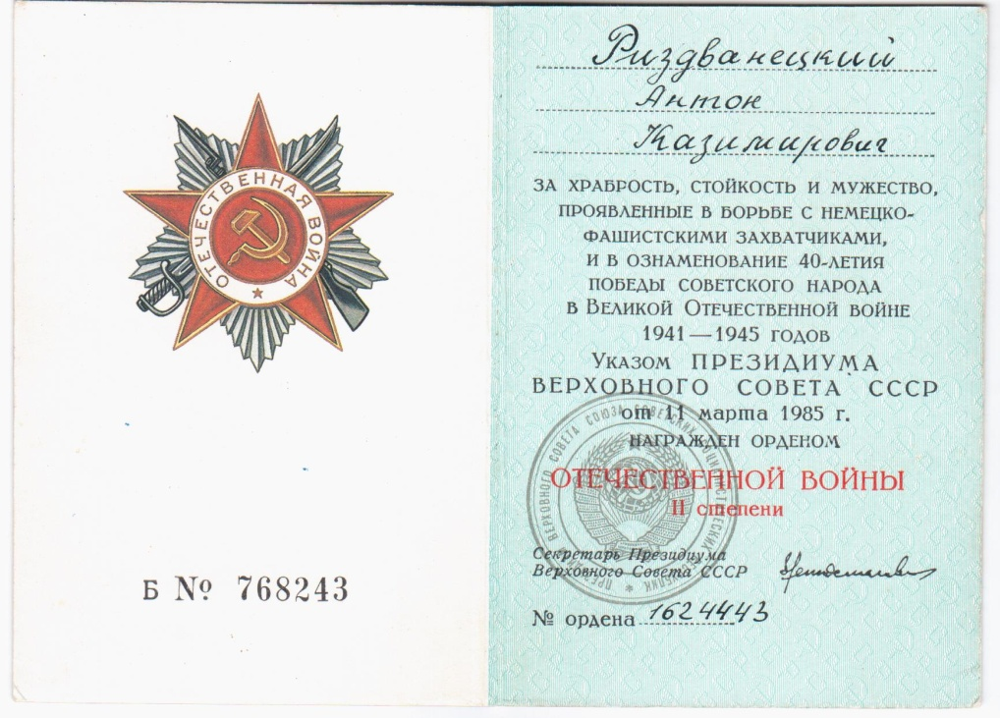 ОТЕЧЕСТВЕННАЯ ВОЙНА
Б № 768243
Риздванецкий
Антон
Казимирович
ЗА ХРАБРОСТЬ, СТОЙКОСТЬ И МУЖЕСТВО,
ПРОЯВЛЕННЫЕ В БОРЬБЕ С НЕМЕЦКО-
ФАШИСТСКИМИ ЗАХВАТЧИКАМИ,
И В ОЗНАМЕНОВАНИЕ 40-ЛЕТИЯ
ПОБЕДЫ СОВЕТСКОГО НАРОДА
В ВЕЛИКОЙ ОТЕЧЕСТВЕННОЙ ВОЙНЕ
1941—1945 ГОДОВ
УКАЗОМ ПРЕЗИДИУМА
ВЕРХОВНОГО СОВЕТА СССР
от 11 марта 1985 г.
НАГРАЖДЕН ОРДЕНОМ
ОТЕЧЕСТВЕННОЙ ВОЙНЫ
II степени
ПРЕЗИДИУМ ВЕРХОВНОГО СОВЕТА СОЮЗА СОВЕТСКИХ СОЦИАЛИСТИЧЕСКИХ РЕСПУБЛИК
Секретарь Президиума
Верховного Совета СССР
№ ордена 1624443